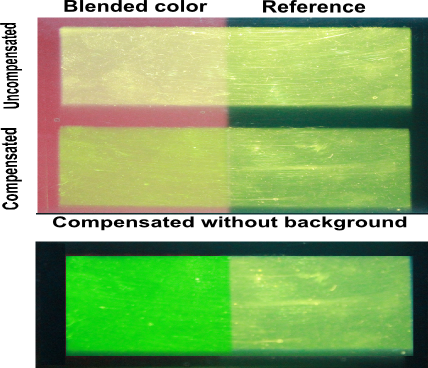 Blended color Reference
Uncompensated
Compensated
Compensated without background